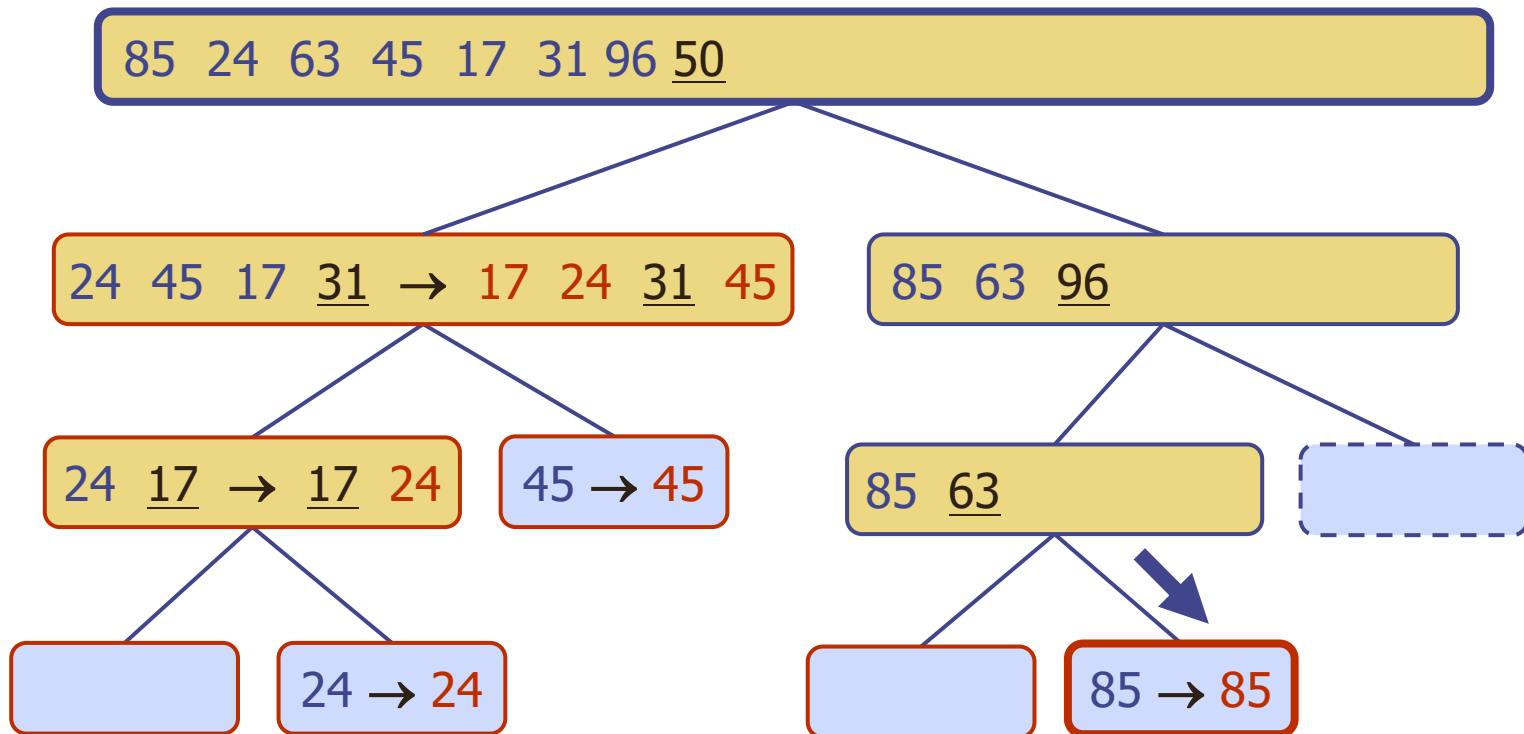 85 24 63 45 17 31 96 50
24 45 17 31 → 17 24 31 45
85 63 96
24 17 → 17 24
45 → 45
85 63
24 → 24
85 → 85